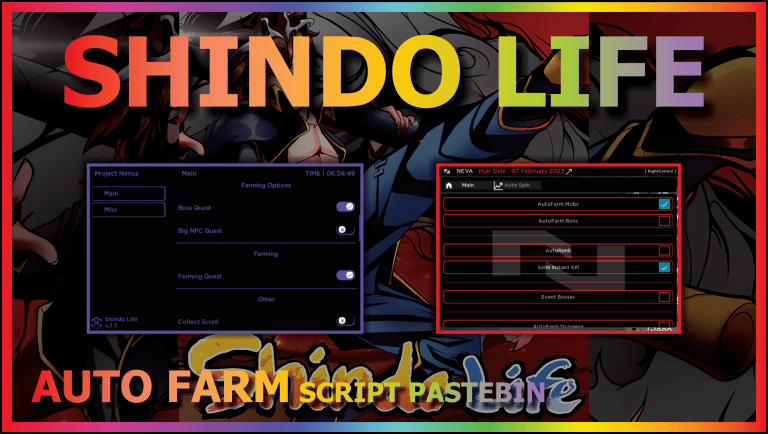 SHINDO LIFE
Project Nexus
Main
TIME | 06:56:49
Main
Misc
Farming Options
Boss Quest
Big NPC Quest
Farming
Farming Quest
Other
Collect Scroll
Shindo Life
v.3.5
NEVA Hub Date : 07 February 2023
[ RightControl ]
Main
Auto Spin
AutoFarm Mobs
AutoFarm Boss
AutoRank
Semi Instant Kill
Event Bosses
AutoFarm Dungeon
Shindo Life
AUTO FARM SCRIPT PASTEBIN